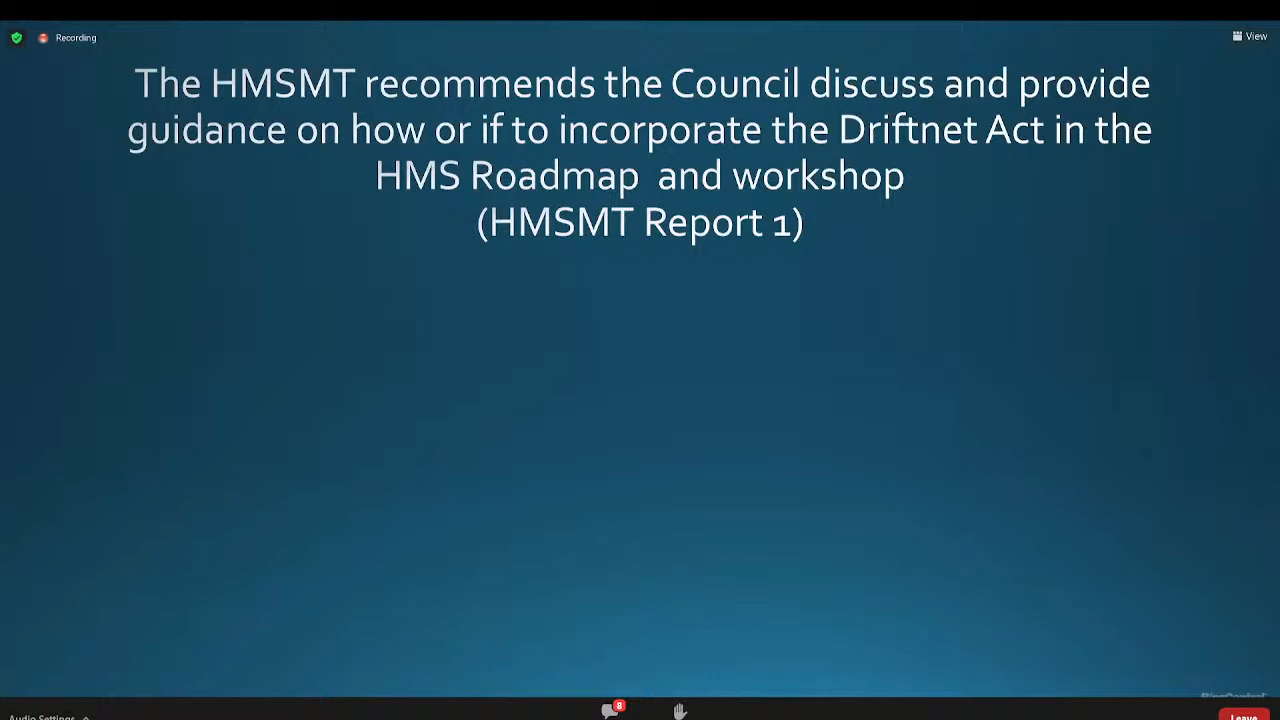 Recording
View
The HMSMT recommends the Council discuss and provide
guidance on how or if to incorporate the Driftnet Act in the
HMS Roadmap and workshop
(HMSMT Report 1)
8
Audio Settings
Leave